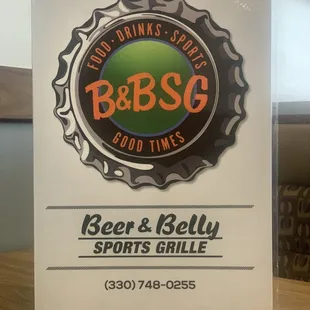 FOOD · DRINKS · SPORTS
B&BSG
GOOD TIMES
Beer & Belly
SPORTS GRILLE
(330) 748-0255